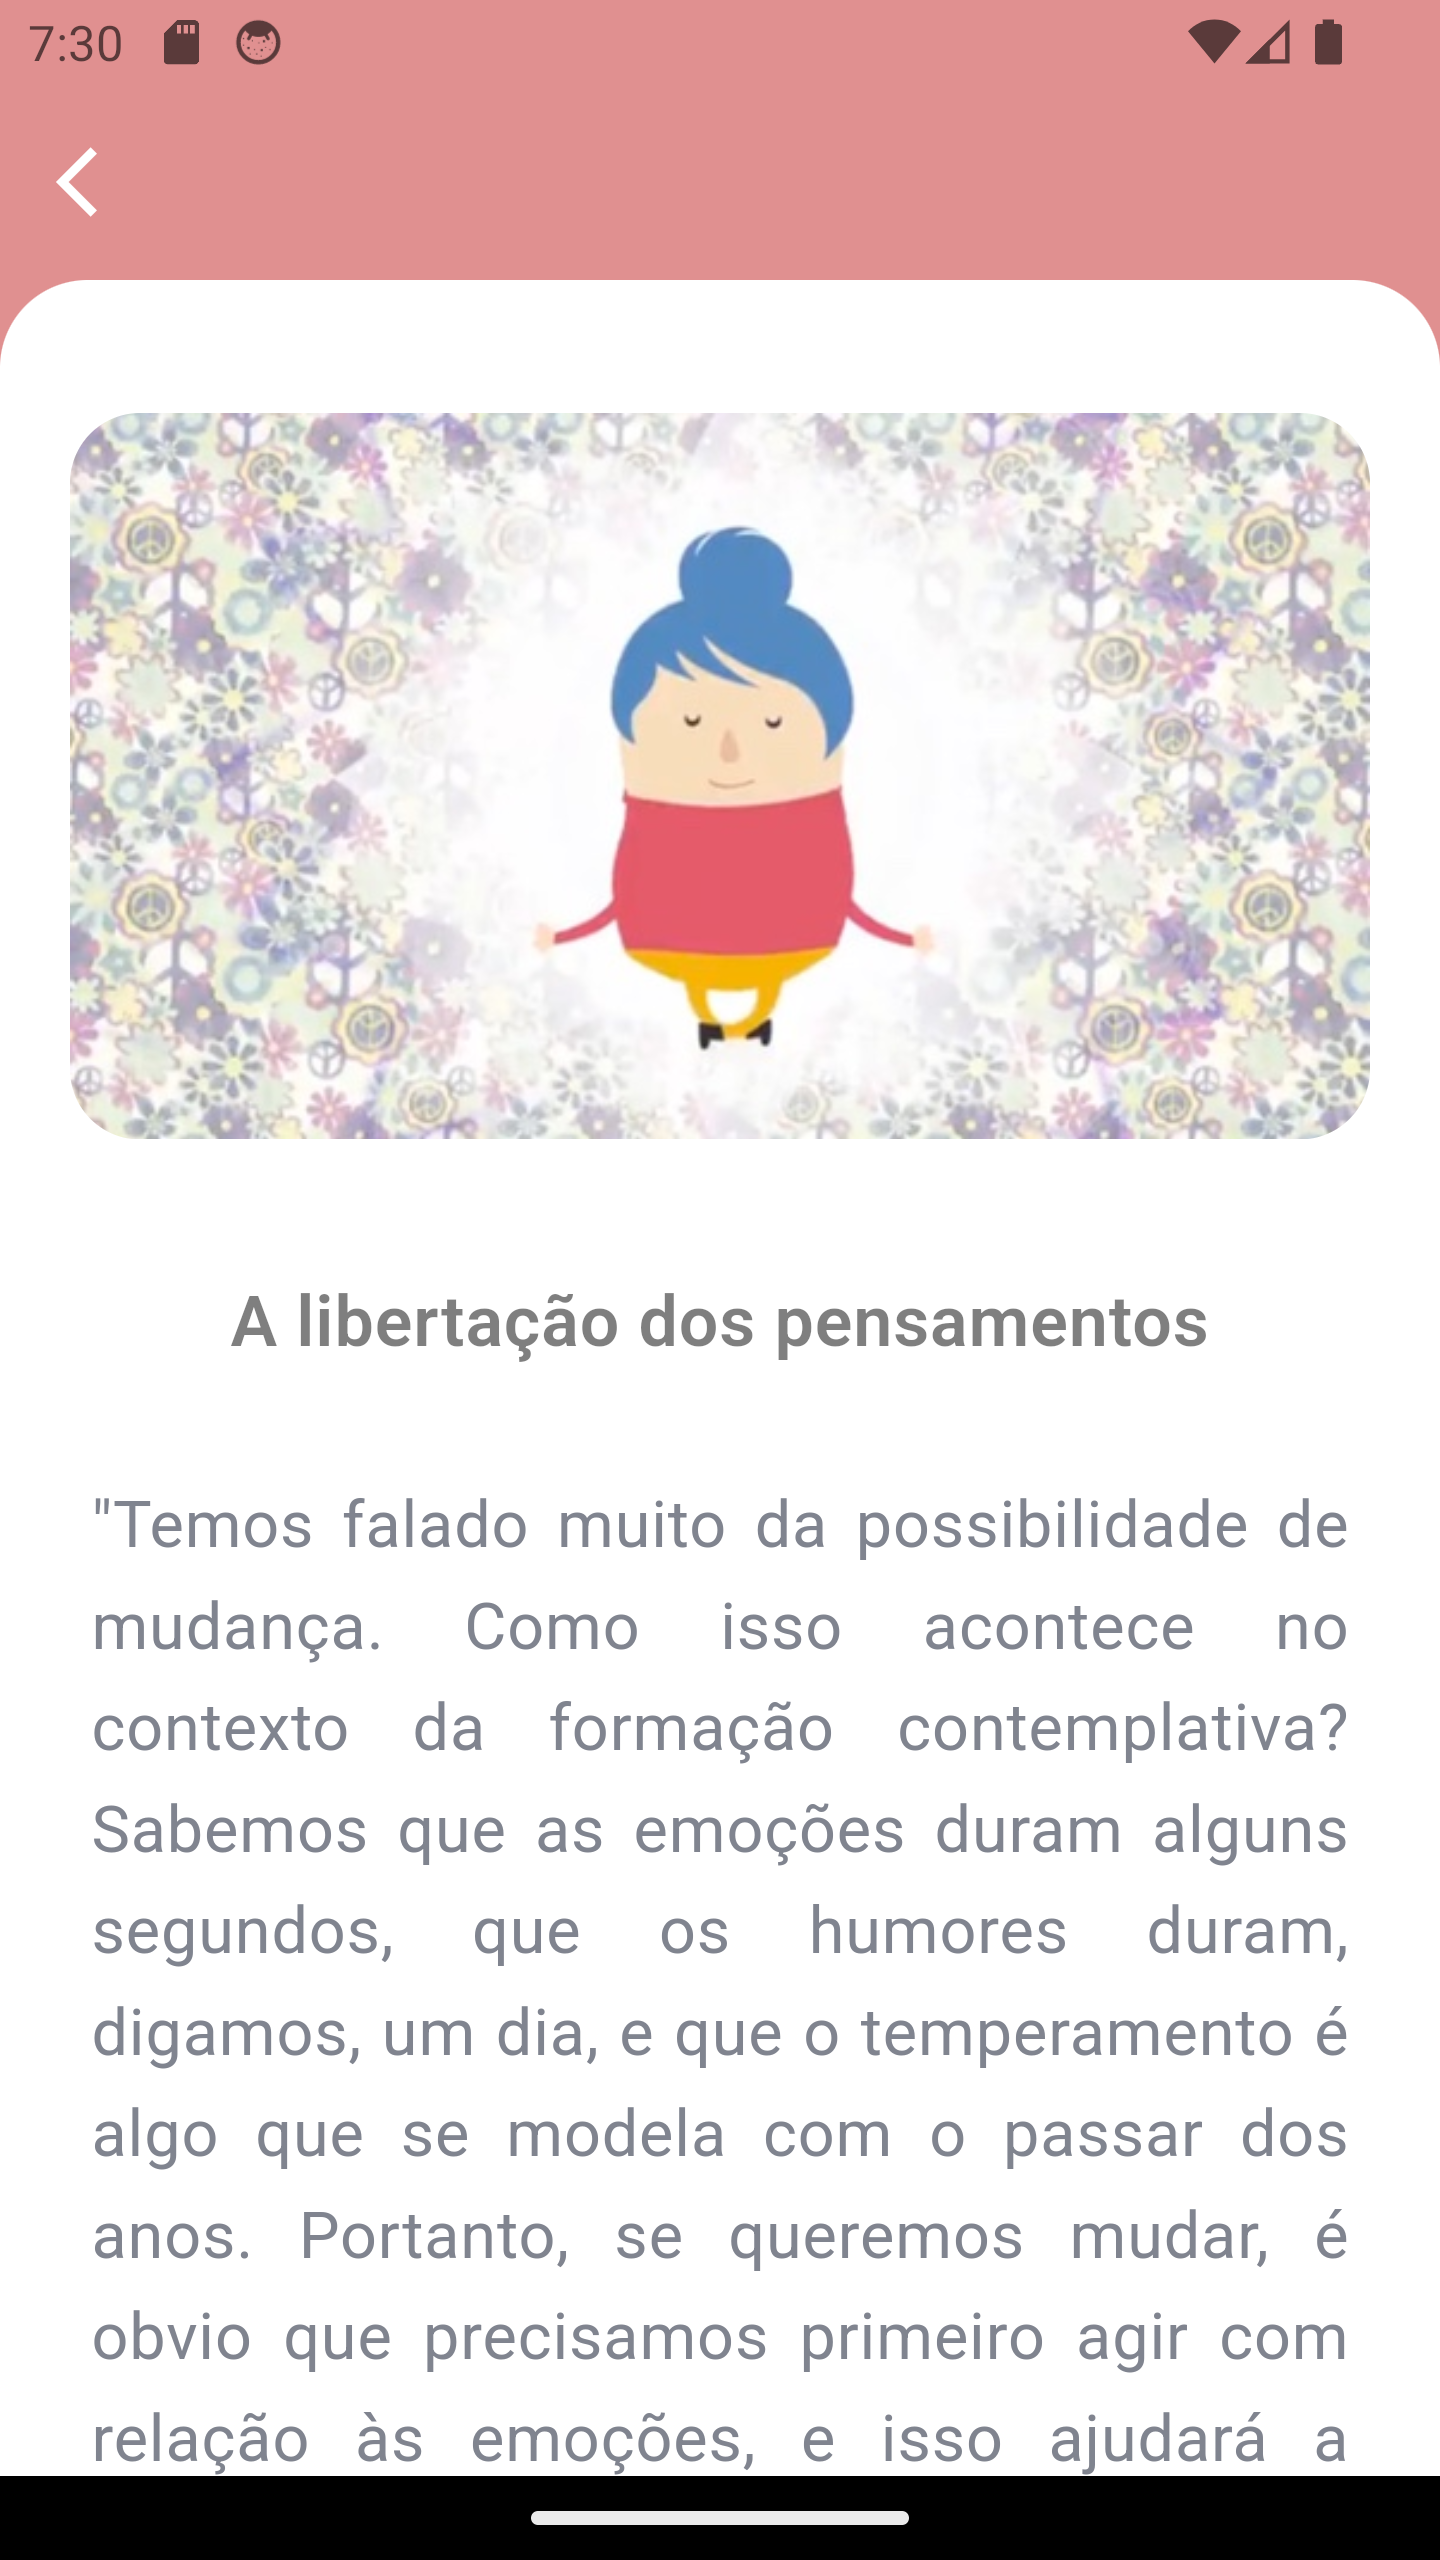 7:30
A libertação dos pensamentos
"Temos falado muito da possibilidade de
mudança. Como isso acontece no
contexto da formação contemplativa?
Sabemos que as emoções duram alguns
segundos, que os humores duram,
digamos, um dia, e que o temperamento é
algo que se modela com o passar dos
anos. Portanto, se queremos mudar, é
obvio que precisamos primeiro agir com
relação às emoções, e isso ajudará a